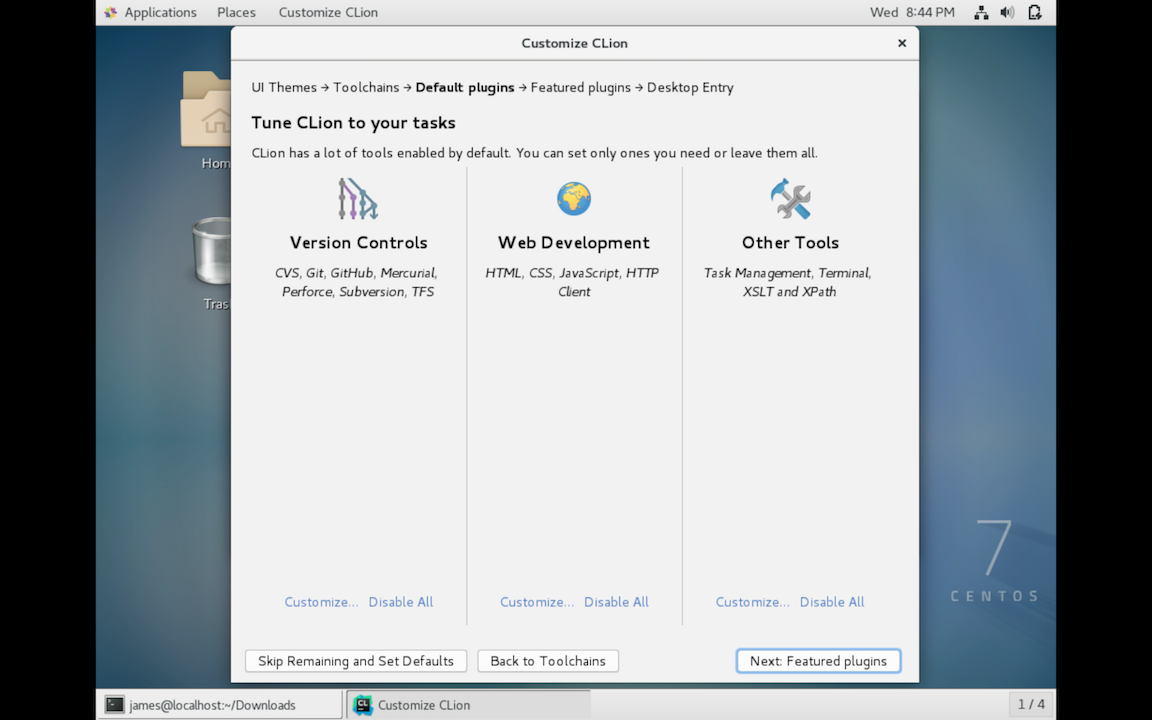 Applications Places Customize CLion Wed 8:44 PM
Customize CLion ×
UI Themes → Toolchains → Default plugins → Featured plugins → Desktop Entry
Tune CLion to your tasks
CLion has a lot of tools enabled by default. You can set only ones you need or leave them all.
Version Controls
CVS, Git, GitHub, Mercurial,
Perforce, Subversion, TFS
Customize... Disable All
Web Development
HTML, CSS, JavaScript, HTTP
Client
Customize... Disable All
Other Tools
Task Management, Terminal,
XSLT and XPath
Customize... Disable All
Skip Remaining and Set Defaults
Back to Toolchains
Next: Featured plugins
Hom
Tras
7
CENTOS
james@localhost:~/Downloads
CL
Customize CLion
1 / 4